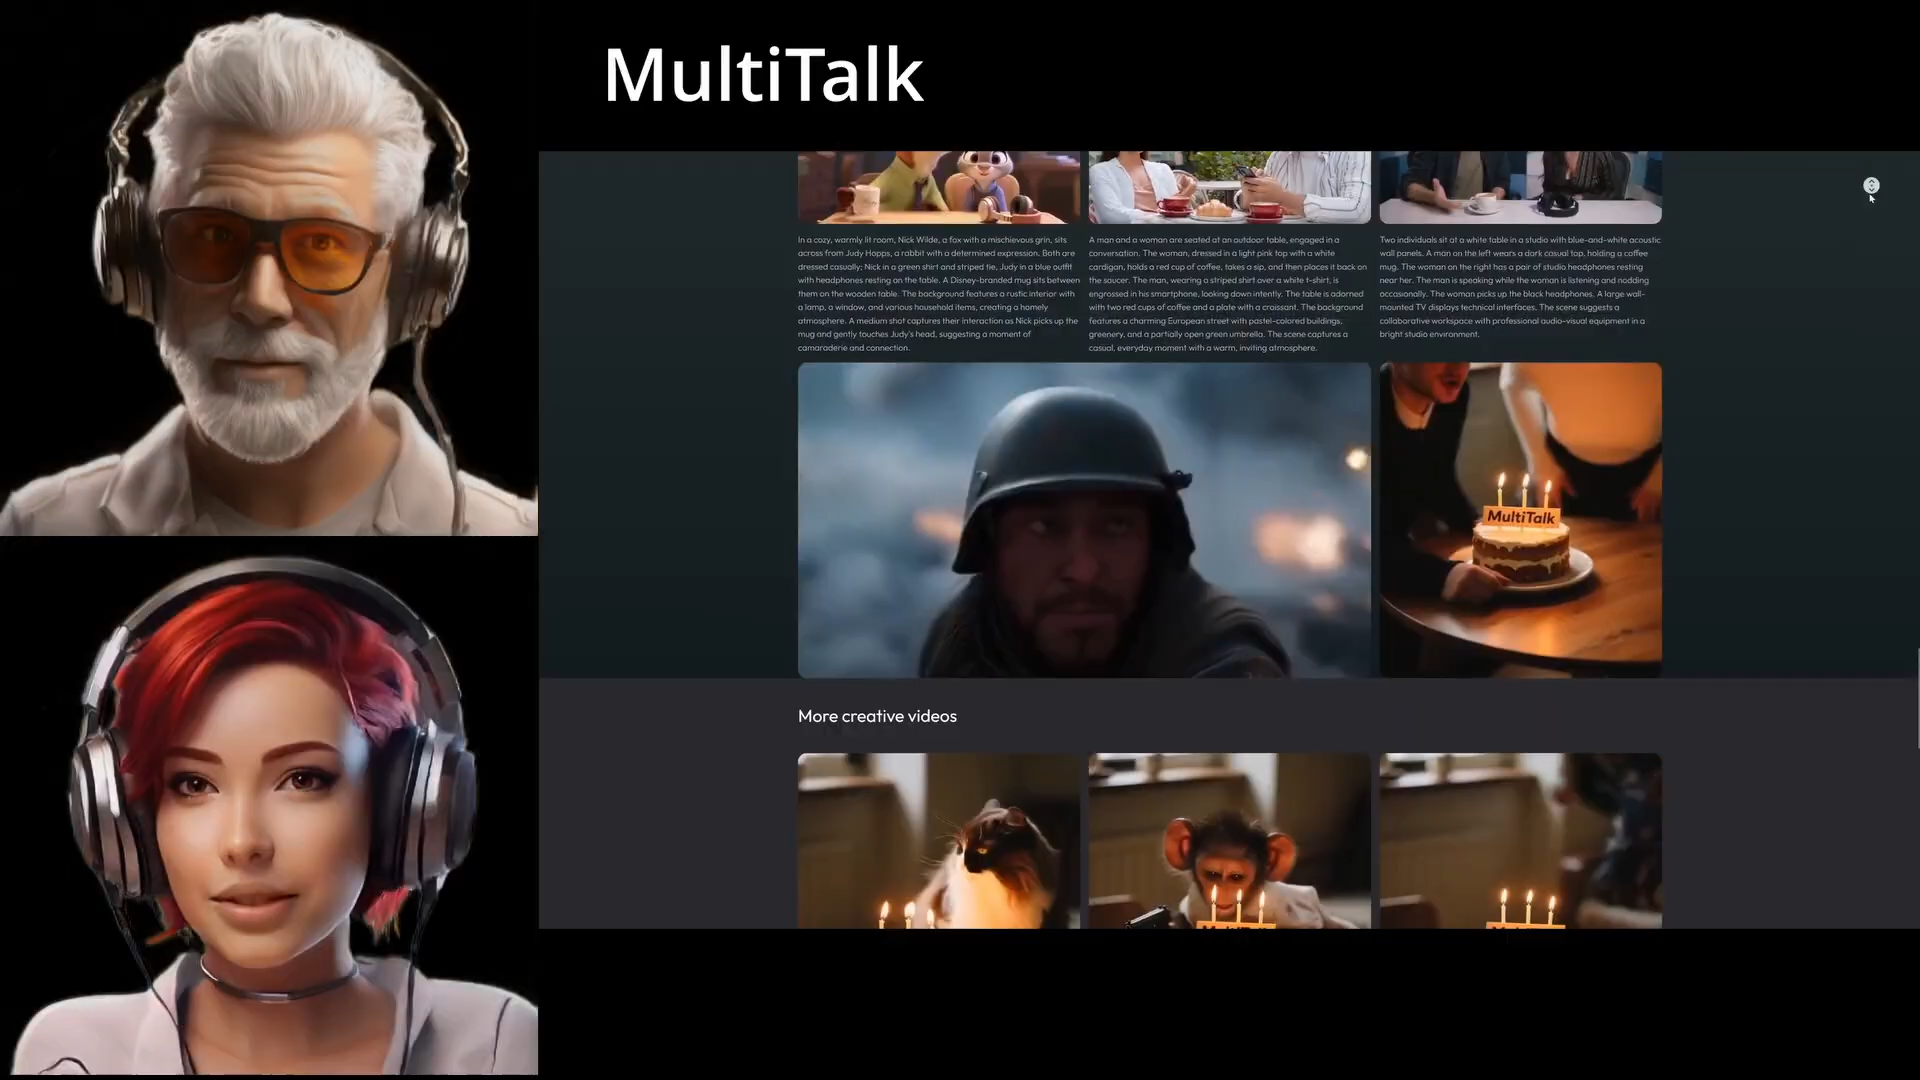 MultiTalk
In a cozy, warmly lit room, Nick Wilde, a fox with a mischievous grin, sits
across from Judy Hopps, a rabbit with a determined expression. Both are
dressed casually; Nick in a green shirt and striped tie, Judy in a blue outfit
with headphones resting on the table. A Disney-branded mug sits between
them on the wooden table. The background features a rustic interior with
a lamp, a window, and various household items, creating a homely
atmosphere. A medium shot captures their interaction as Nick picks up the
mug and gently touches Judy's head, suggesting a moment of
camaraderie and connection.
A man and a woman are seated at an outdoor table, engaged in a
conversation. The woman, dressed in a light pink top with a white
cardigan, holds a red cup of coffee, takes a sip, and then places it back on
the saucer. The man, wearing a striped shirt over a white t-shirt, is
engrossed in his smartphone, looking down intently. The table is adorned
with two red cups of coffee and a plate with a croissant. The background
features a charming European street with pastel-colored buildings,
greenery, and a partially open green umbrella. The scene captures a
casual, everyday moment with a warm, inviting atmosphere.
Two individuals sit at a white table in a studio with blue-and-white acoustic
wall panels. A man on the left wears a dark casual top, holding a coffee
mug. The woman on the right has a pair of studio headphones resting
near her. The man is speaking while the woman is listening and nodding
occasionally. The woman picks up the black headphones. A large wall-
mounted TV displays technical interfaces. The scene suggests a
collaborative workspace with professional audio-visual equipment in a
bright studio environment.
MultiTalk
More creative videos